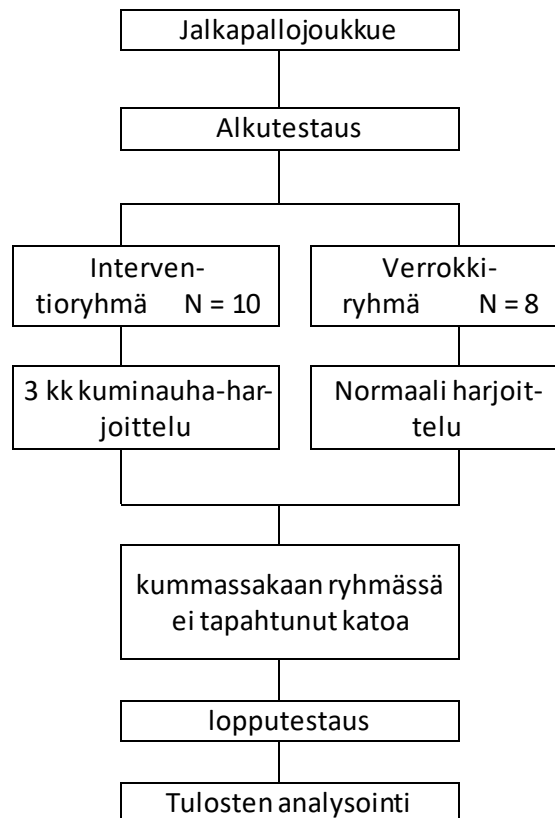 Jalkapallojoukkue
Alkutestaus
Interven-
tioryhmä N = 10
Verrokki-
ryhmä N = 8
3 kk kuminauha-har-
joittelu
Normaali harjoit-
telu
kummassakaan ryhmässä
ei tapahtunut katoa
lopputestaus
Tulosten analysointi